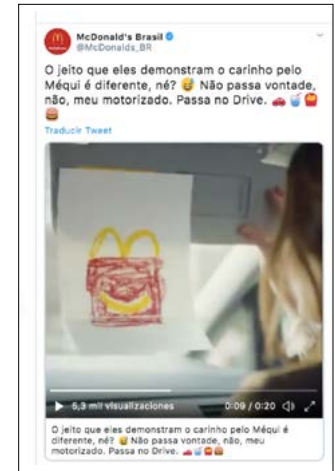 McDonald's Brasil
@McDonalds_BR
O jeito que eles demonstram o carinho pelo
Méqui é diferente, né? 😅 Não passa vontade,
não, meu motorizado. Passa no Drive. 🚗🥤🍟
🍔
Traducir Tweet
5,3 mil visualizaciones 0:09 / 0:20
O jeito que eles demonstram o carinho pelo Méqui é
diferente, né? 😅 Não passa vontade, não, meu
motorizado. Passa no Drive. 🚗🥤🍟🍔